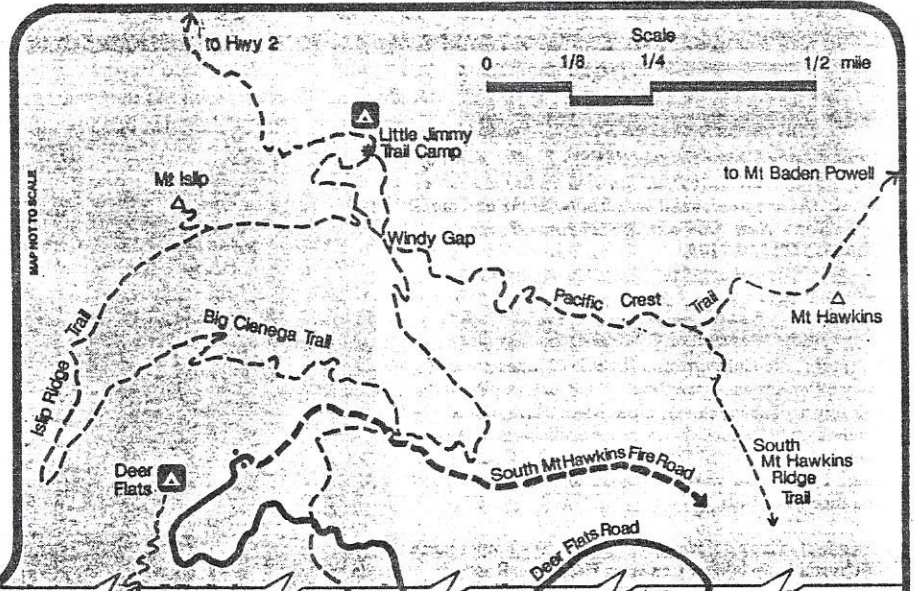 to Hwy 2
Scale
0 1/8 1/4 1/2 mile
Little Jimmy
Trail Camp
to Mt Baden Powell
MAP NOT TO SCALE
Mt Islip
Windy Gap
Pacific Crest Trail
Mt Hawkins
Big Cienega Trail
Islip Ridge Trail
South
Mt Hawkins
Ridge
Trail
Deer
Flats
South Mt Hawkins Fire Road
Deer Flats Road